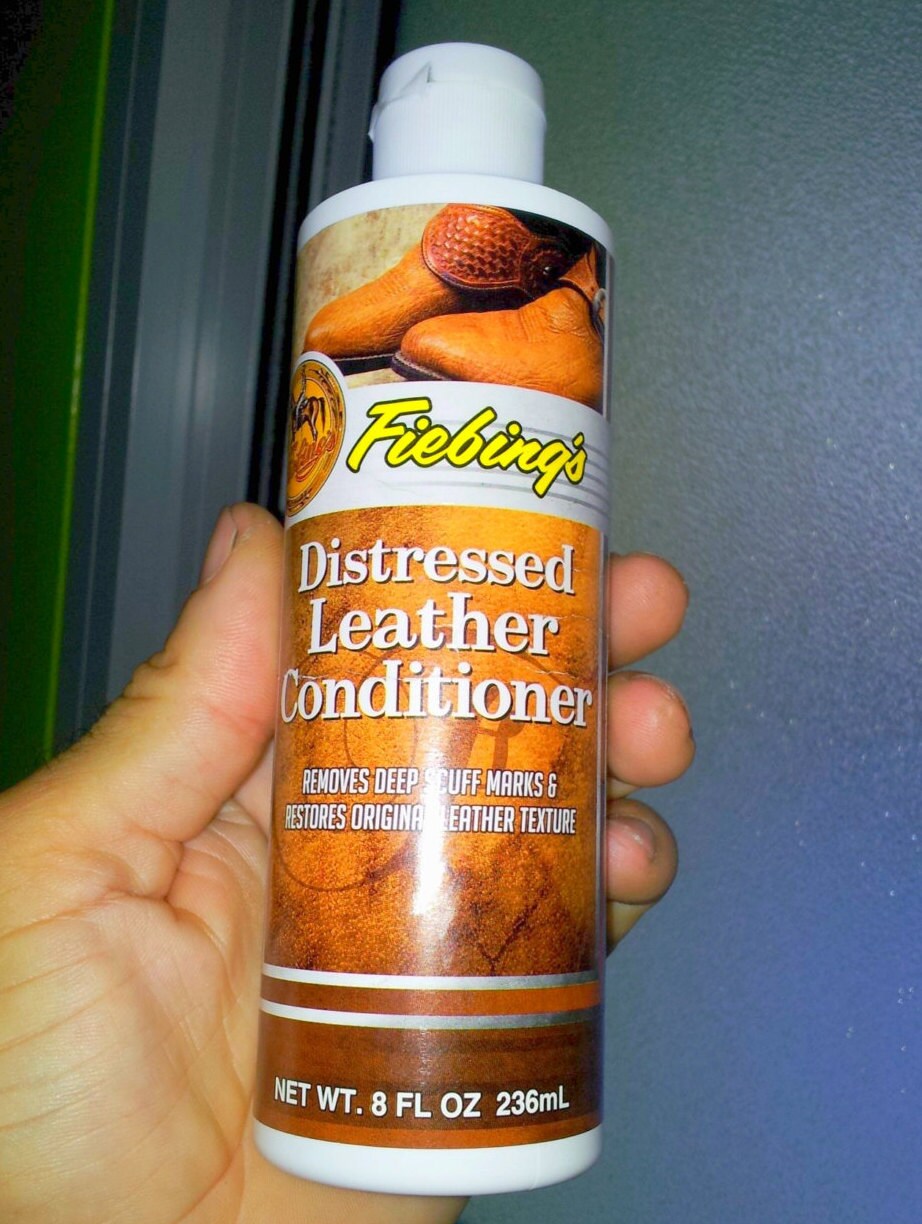 Fiebing's
Distressed
Leather
Conditioner
REMOVES DEEP SCUFF MARKS &
RESTORES ORIGINAL LEATHER TEXTURE
NET WT. 8 FL OZ 236mL